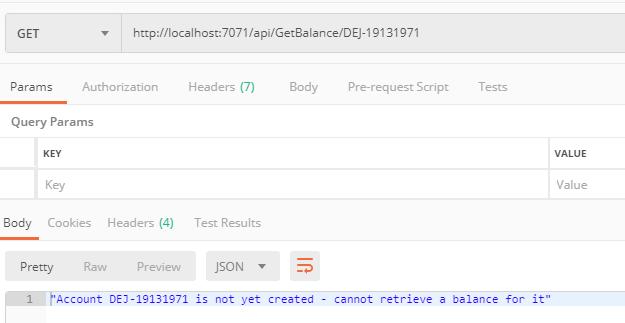 GET http://localhost:7071/api/GetBalance/DEJ-19131971
Params Authorization Headers (7) Body Pre-request Script Tests
Query Params
KEY VALUE
Key Value
Body Cookies Headers (4) Test Results
Pretty Raw Preview JSON
1 "Account DEJ-19131971 is not yet created - cannot retrieve a balance for it"